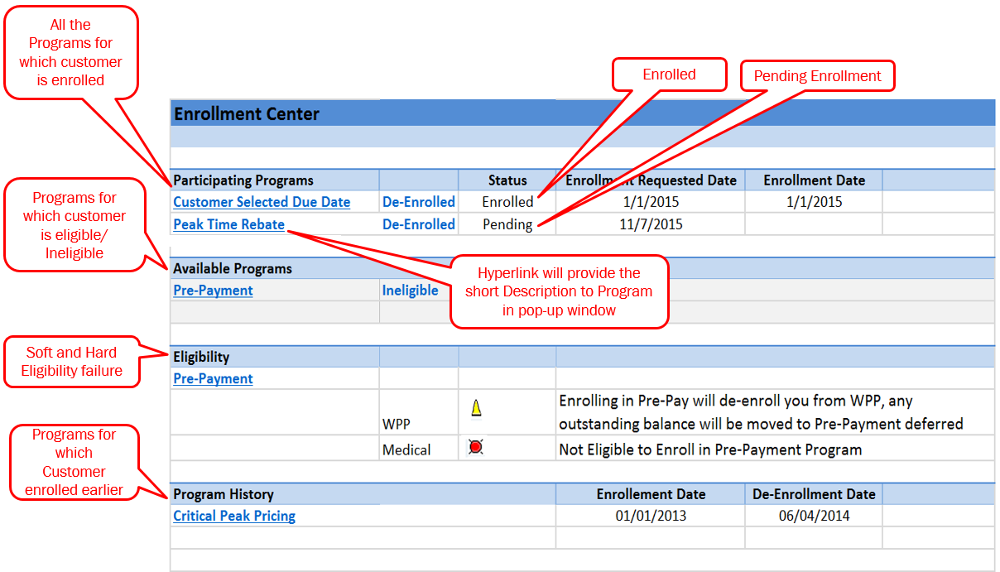 All the
Programs for
which customer
is enrolled
Enrolled
Pending Enrollment
Enrollment Center
Participating Programs Status Enrollment Requested Date Enrollment Date
Customer Selected Due Date De-Enrolled Enrolled 1/1/2015 1/1/2015
Peak Time Rebate De-Enrolled Pending 11/7/2015
Programs for
which customer
is eligible/
Ineligible
Available Programs
Pre-Payment Ineligible
Hyperlink will provide the
short Description to Program
in pop-up window
Soft and Hard
Eligibility failure
Eligibility
Pre-Payment
WPP
Enrolling in Pre-Pay will de-enroll you from WPP, any
outstanding balance will be moved to Pre-Payment deferred
Medical Not Eligible to Enroll in Pre-Payment Program
Programs for
which
Customer
enrolled earlier
Program History Enrollement Date De-Enrollment Date
Critical Peak Pricing 01/01/2013 06/04/2014